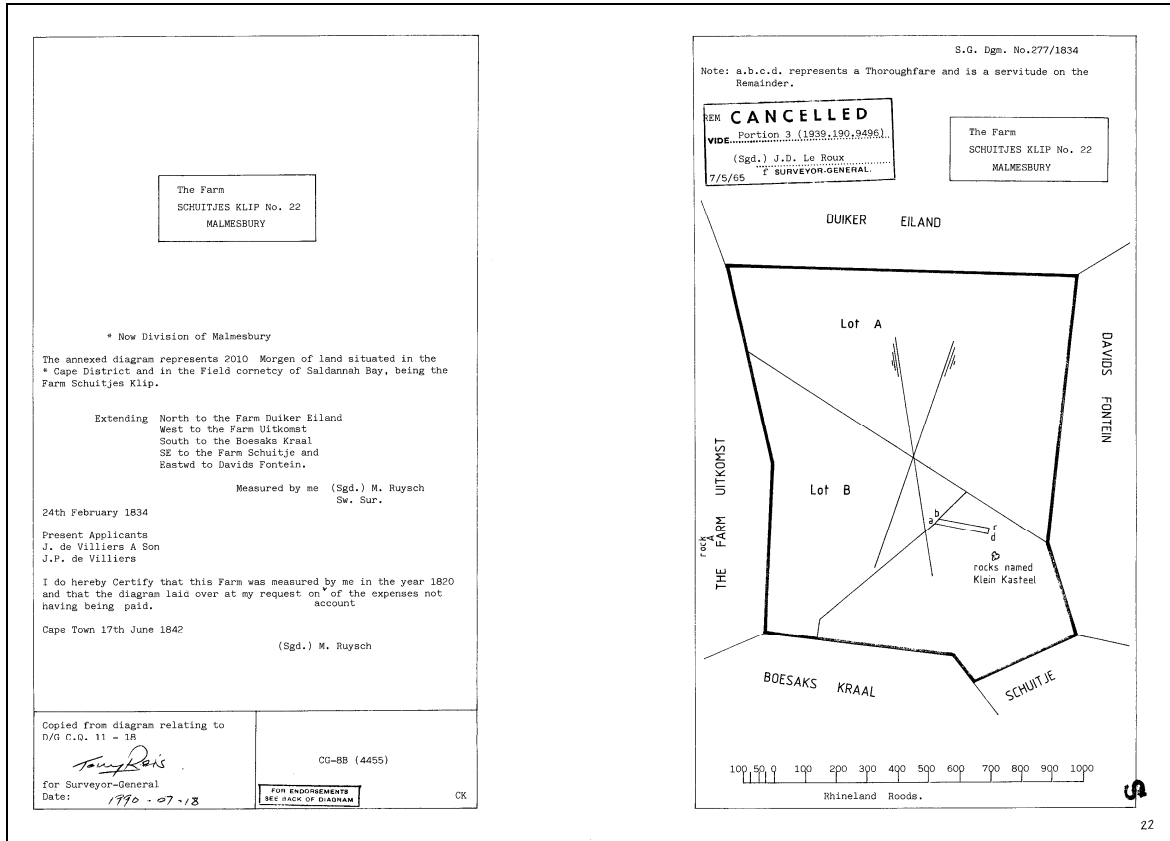 The Farm
SCHUITJES KLIP No. 22
MALMESBURY
* Now Division of Malmesbury
The annexed diagram represents 2010 Morgen of land situated in the
* Cape District and in the Field cornetcy of Saldannah Bay, being the
Farm Schuitjes Klip.
Extending North to the Farm Duiker Eiland
West to the Farm Uitkomst
South to the Boesaks Kraal
SE to the Farm Schuitje and
Eastwd to Davids Fontein.
Measured by me (Sgd.) M. Ruysch
Sw. Sur.
24th February 1834
Present Applicants
J. de Villiers A Son
J.P. de Villiers
I do hereby Certify that this Farm was measured by me in the year 1820
and that the diagram laid over at my request on ˅ of the expenses not
having being paid. account
Cape Town 17th June 1842
(Sgd.) M. Ruysch
Copied from diagram relating to
D/G C.Q. 11 - 18
Tony Reis
for Surveyor-General
Date: 1990-07-18
CG-8B (4455)
FOR ENDORSEMENTS
SEE BACK OF DIAGRAM
CK
S.G. Dgm. No.277/1834
Note: a.b.c.d. represents a Thoroughfare and is a servitude on the
Remainder.
REM CANCELLED
VIDE Portion 3 (1939.190.9496)
(Sgd.) J.D. Le Roux
7/5/65 f SURVEYOR-GENERAL.
The Farm
SCHUITJES KLIP No. 22
MALMESBURY
DUIKER EILAND
Lot A
DAVIDS FONTEIN
THE FARM UITKOMST
rock
A
Lot B
b
a
r
d
rocks named
Klein Kasteel
BOESAKS KRAAL
SCHUITJE
100 50 0 100 200 300 400 500 600 700 800 900 1000
Rhineland Roods.
22